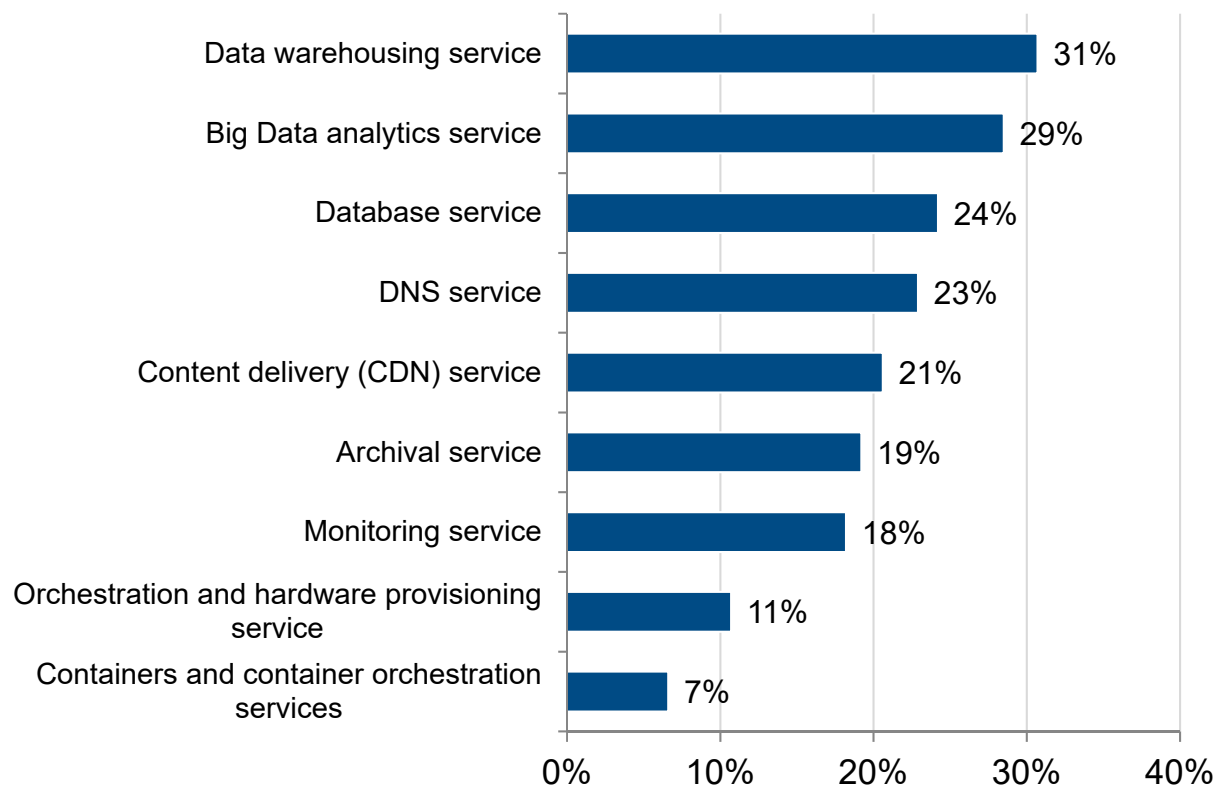 Data warehousing service
31%
Big Data analytics service
29%
Database service
24%
DNS service
23%
Content delivery (CDN) service
21%
Archival service
19%
Monitoring service
18%
Orchestration and hardware provisioning
service
11%
Containers and container orchestration
services
7%
0% 10% 20% 30% 40%